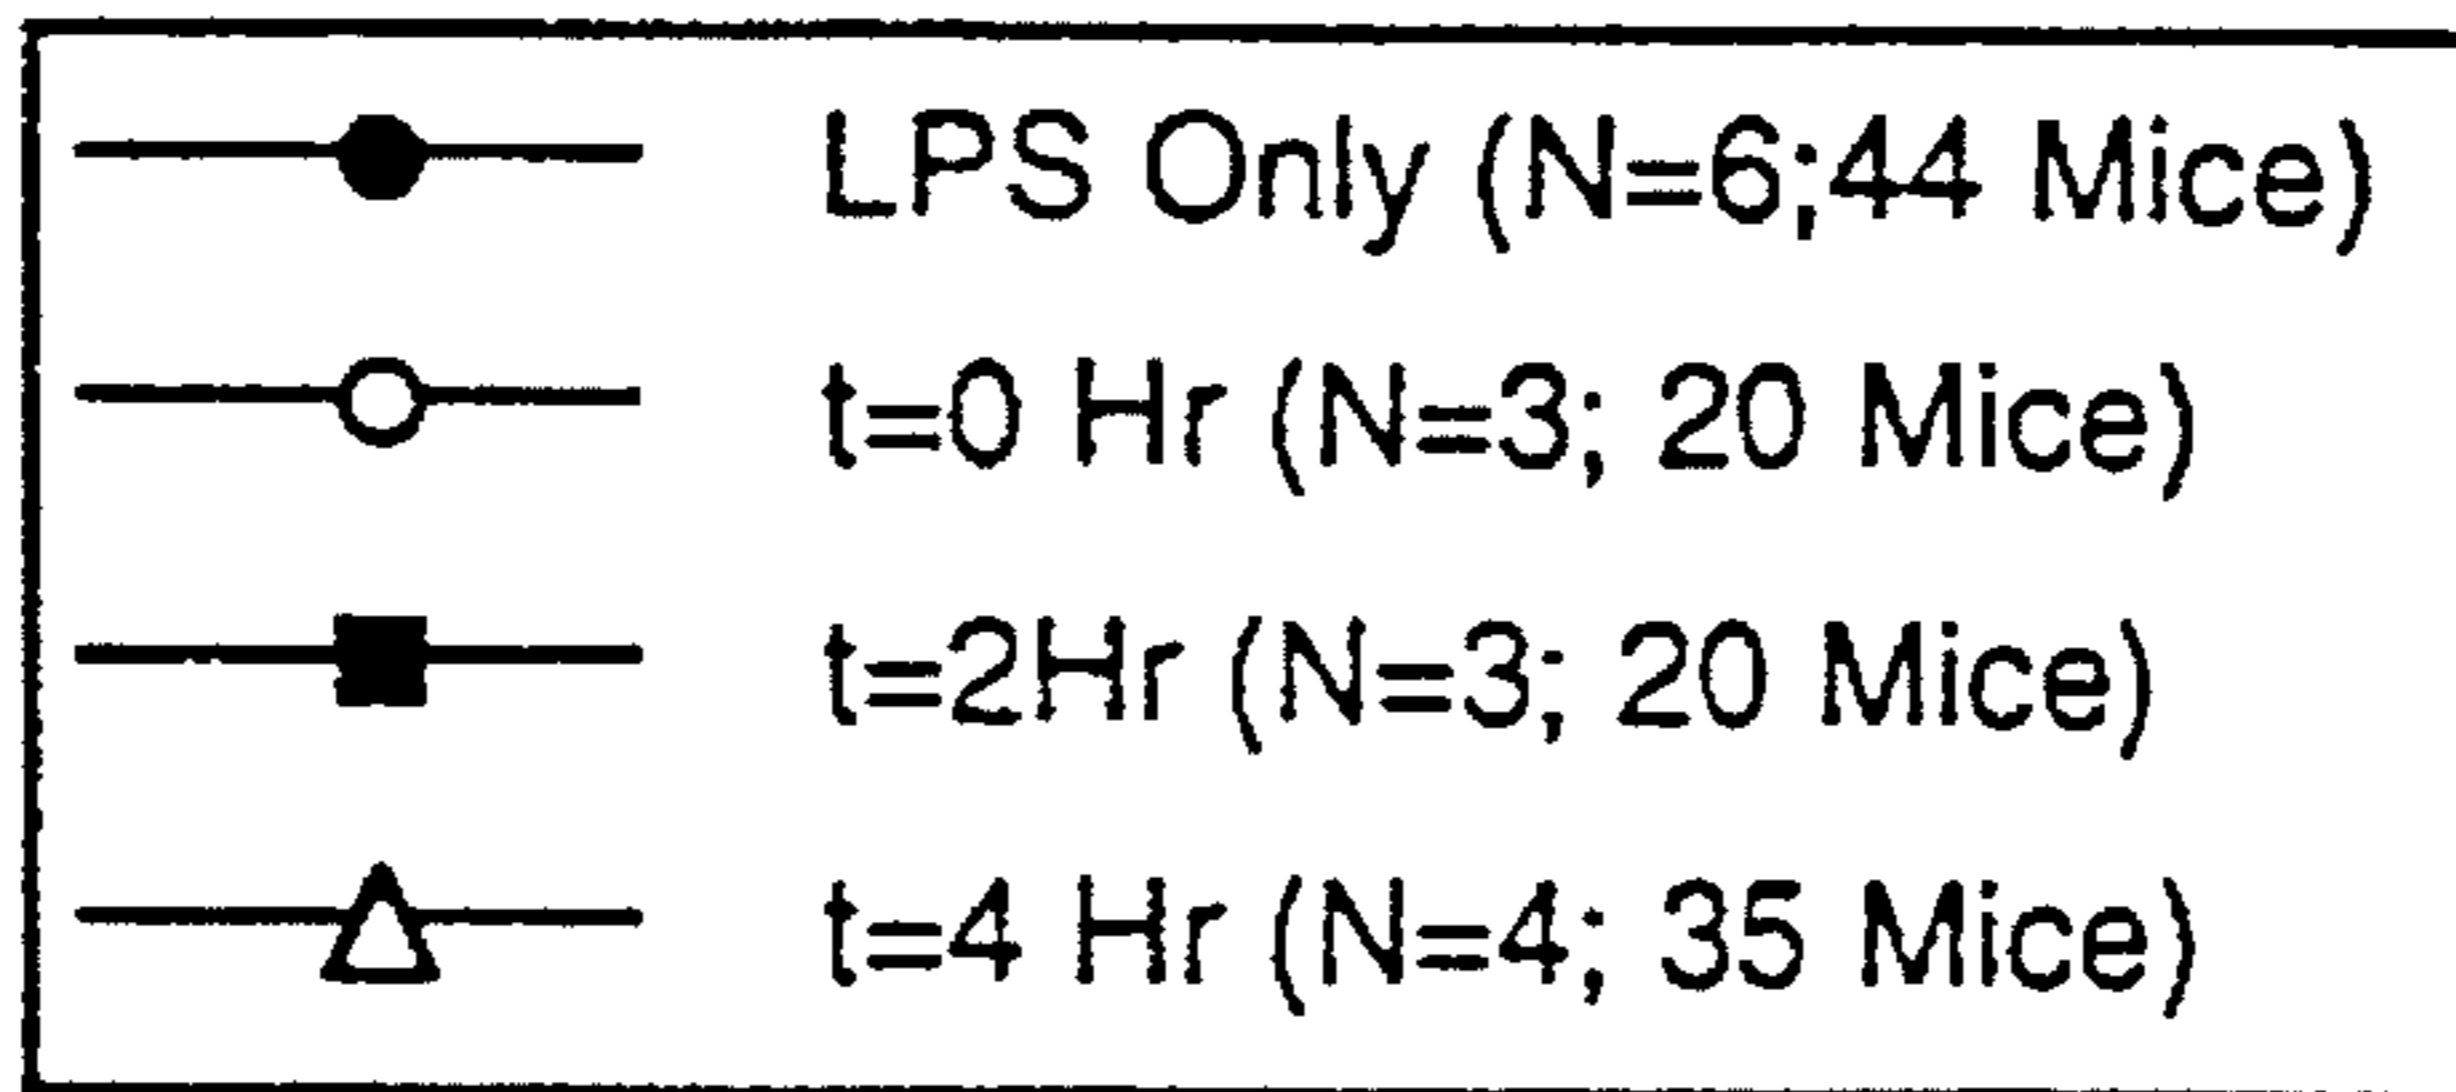 LPS Only (N=6;44 Mice)
t=0 Hr (N=3; 20 Mice)
t=2Hr (N=3; 20 Mice)
t=4 Hr (N=4; 35 Mice)